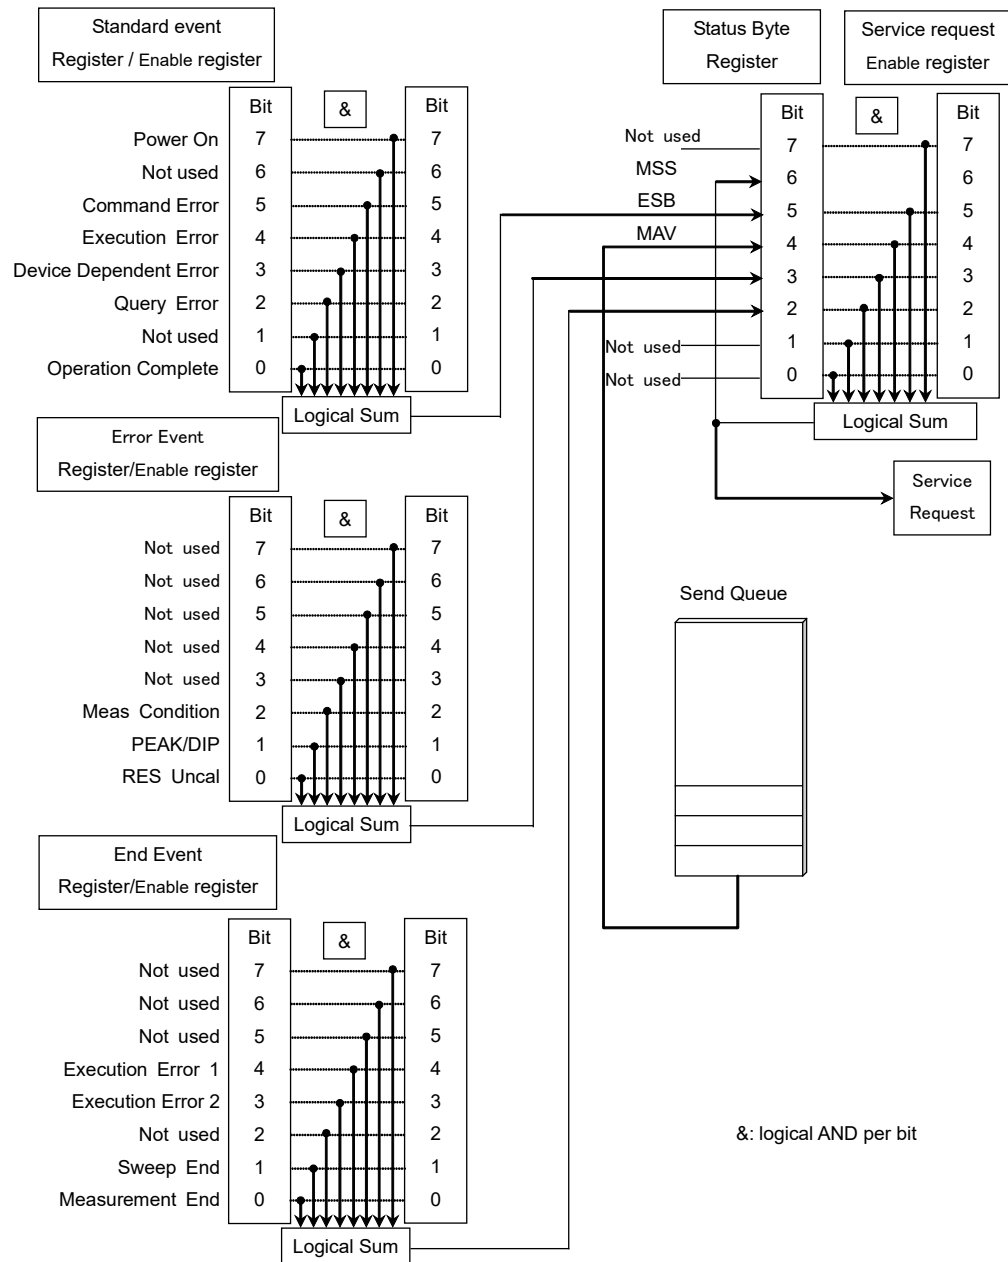 Standard event
Register / Enable register
Bit & Bit
Power On 7 7
Not used 6 6
Command Error 5 5
Execution Error 4 4
Device Dependent Error 3 3
Query Error 2 2
Not used 1 1
Operation Complete 0 0
Logical Sum
Error Event
Register/Enable register
Bit & Bit
Not used 7 7
Not used 6 6
Not used 5 5
Not used 4 4
Not used 3 3
Meas Condition 2 2
PEAK/DIP 1 1
RES Uncal 0 0
Logical Sum
End Event
Register/Enable register
Bit & Bit
Not used 7 7
Not used 6 6
Not used 5 5
Execution Error 1 4 4
Execution Error 2 3 3
Not used 2 2
Sweep End 1 1
Measurement End 0 0
Logical Sum
Status Byte
Register
Service request
Enable register
Bit & Bit
Not used 7 7
MSS 6 6
ESB 5 5
MAV 4 4
3 3
2 2
Not used 1 1
Not used 0 0
Logical Sum
Service
Request
Send Queue
&: logical AND per bit